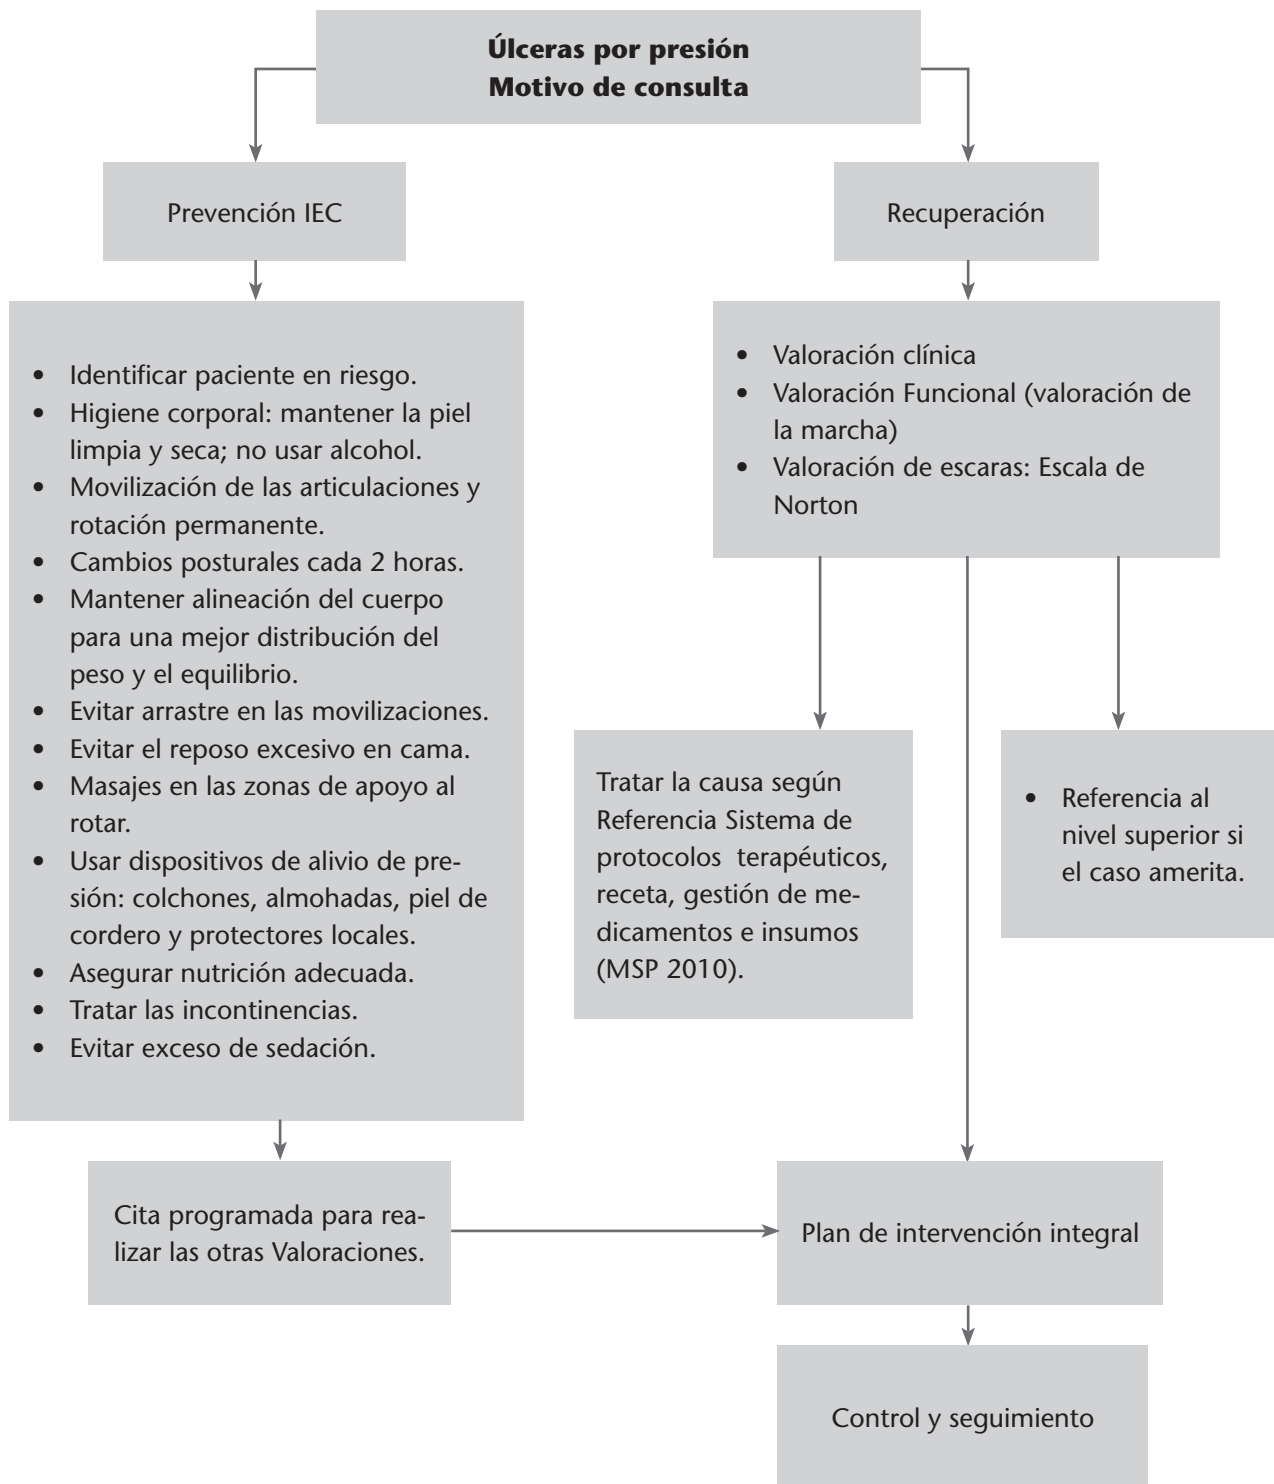 Úlceras por presión
Motivo de consulta
Prevención IEC
Recuperación
• Identificar paciente en riesgo.
• Higiene corporal: mantener la piel
limpia y seca; no usar alcohol.
• Movilización de las articulaciones y
rotación permanente.
• Cambios posturales cada 2 horas.
• Mantener alineación del cuerpo
para una mejor distribución del
peso y el equilibrio.
• Evitar arrastre en las movilizaciones.
• Evitar el reposo excesivo en cama.
• Masajes en las zonas de apoyo al
rotar.
• Usar dispositivos de alivio de pre-
sión: colchones, almohadas, piel de
cordero y protectores locales.
• Asegurar nutrición adecuada.
• Tratar las incontinencias.
• Evitar exceso de sedación.
• Valoración clínica
• Valoración Funcional (valoración de
la marcha)
• Valoración de escaras: Escala de
Norton
Tratar la causa según
Referencia Sistema de
protocolos terapéuticos,
receta, gestión de me-
dicamentos e insumos
(MSP 2010).
• Referencia al
nivel superior si
el caso amerita.
Cita programada para rea-
lizar las otras Valoraciones.
Plan de intervención integral
Control y seguimiento